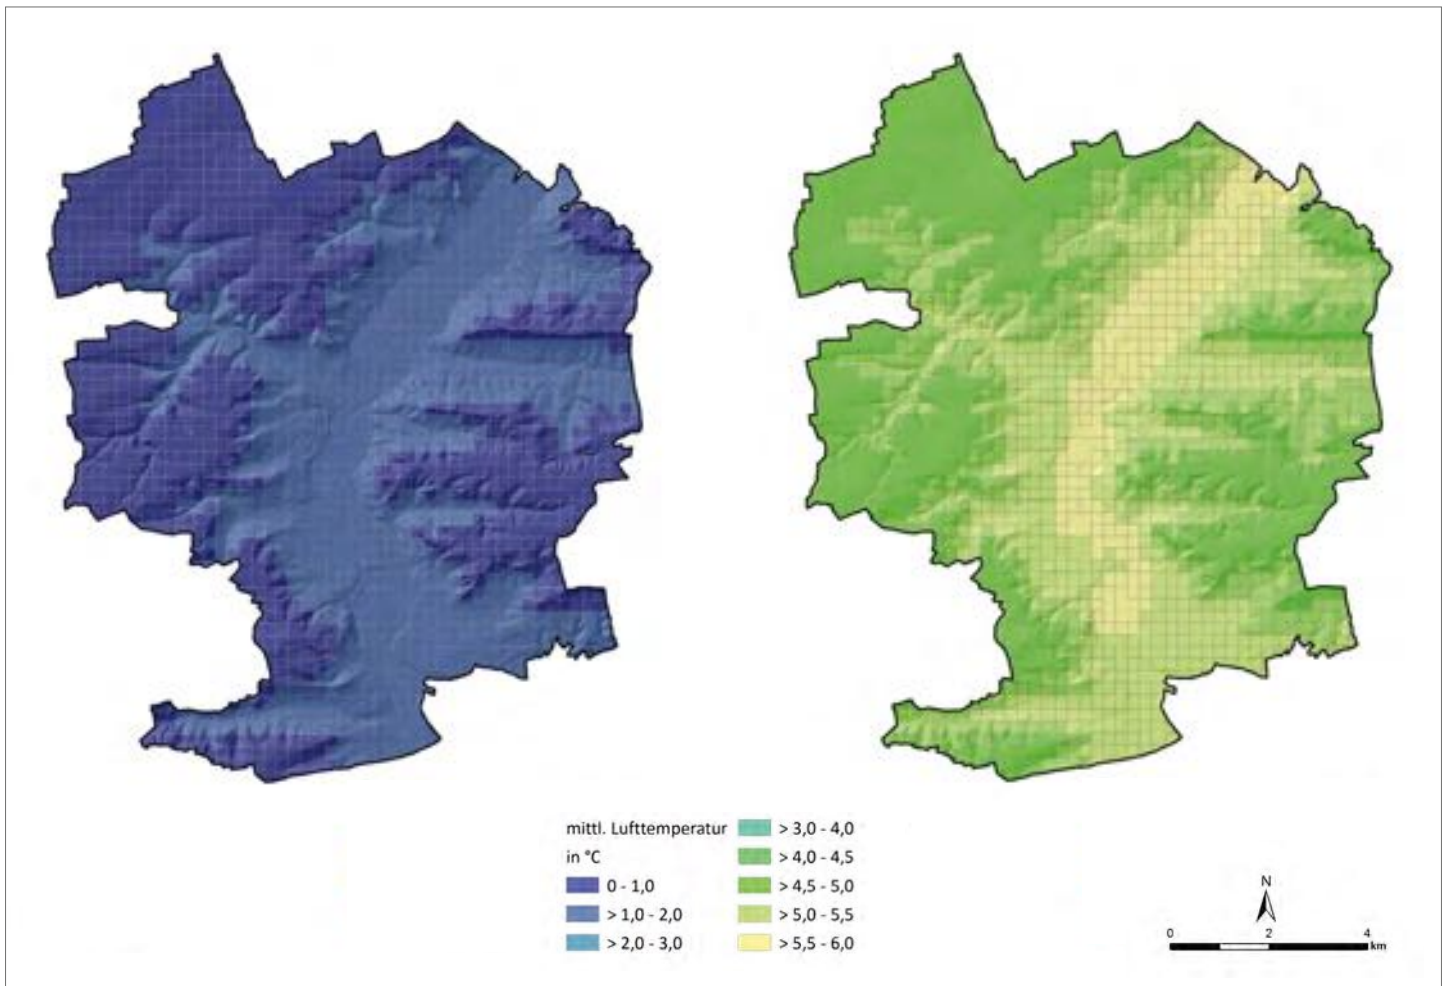 mittl. Lufttemperatur
in °C
0 - 1,0
> 1,0 - 2,0
> 2,0 - 3,0
> 3,0 - 4,0
> 4,0 - 4,5
> 4,5 - 5,0
> 5,0 - 5,5
> 5,5 - 6,0
N
0 2 4
km